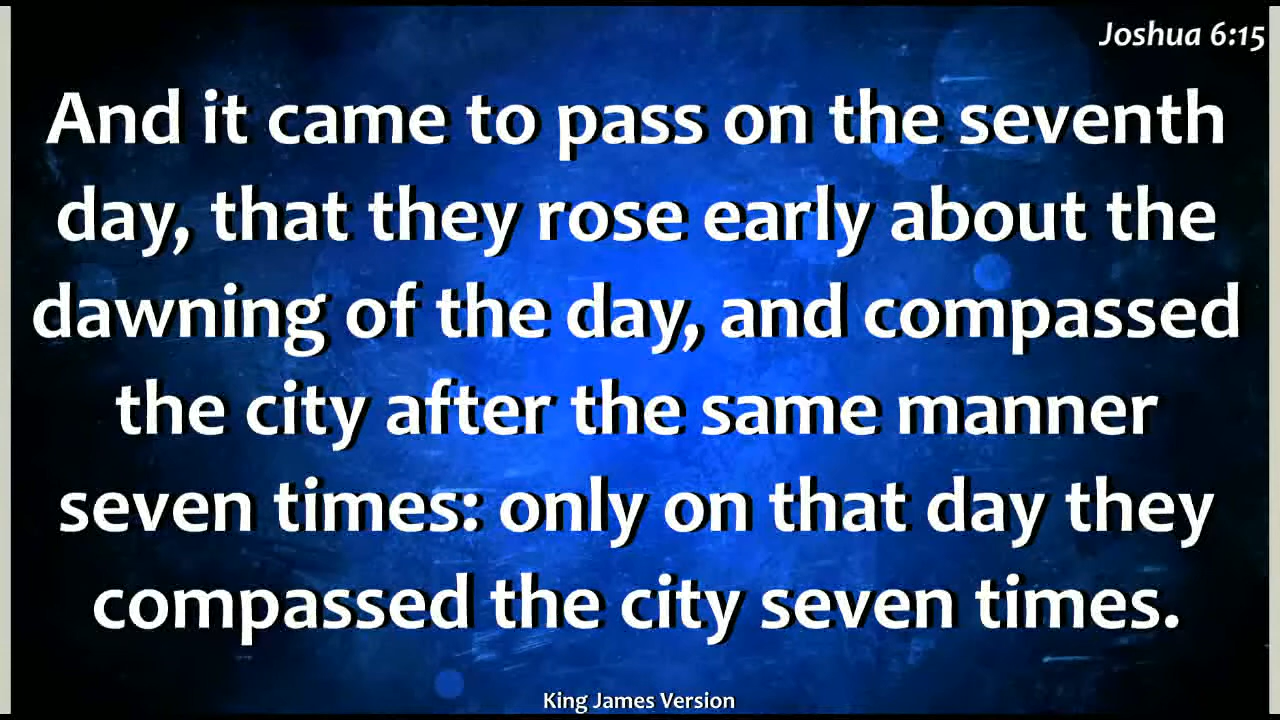 Joshua 6:15
And it came to pass on the seventh
day, that they rose early about the
dawning of the day, and compassed
the city after the same manner
seven times: only on that day they
compassed the city seven times.
King James Version